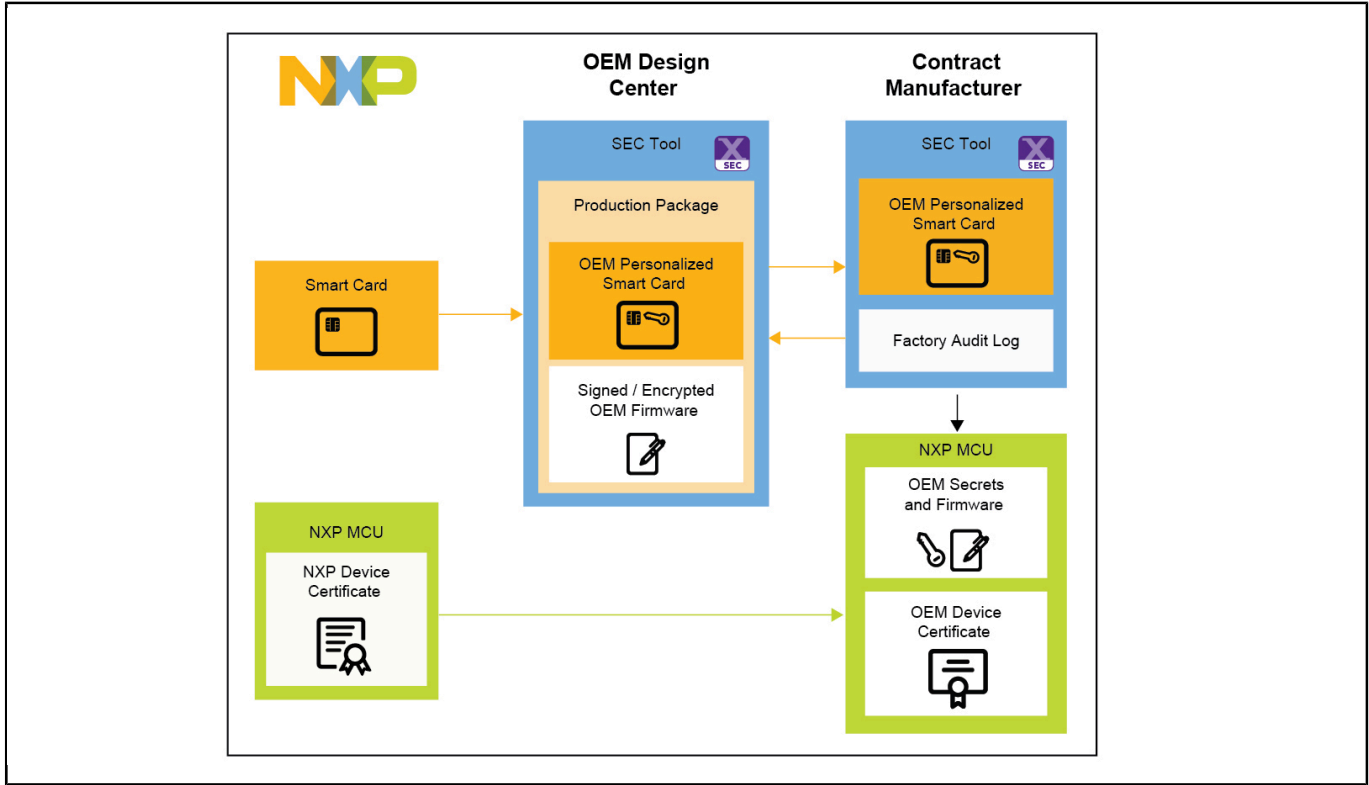 NXP
OEM Design
Center
Contract
Manufacturer
SEC Tool
SEC
Production Package
OEM Personalized
Smart Card
Signed / Encrypted
OEM Firmware
SEC Tool
SEC
OEM Personalized
Smart Card
Factory Audit Log
Smart Card
NXP MCU
NXP Device
Certificate
NXP MCU
OEM Secrets
and Firmware
OEM Device
Certificate